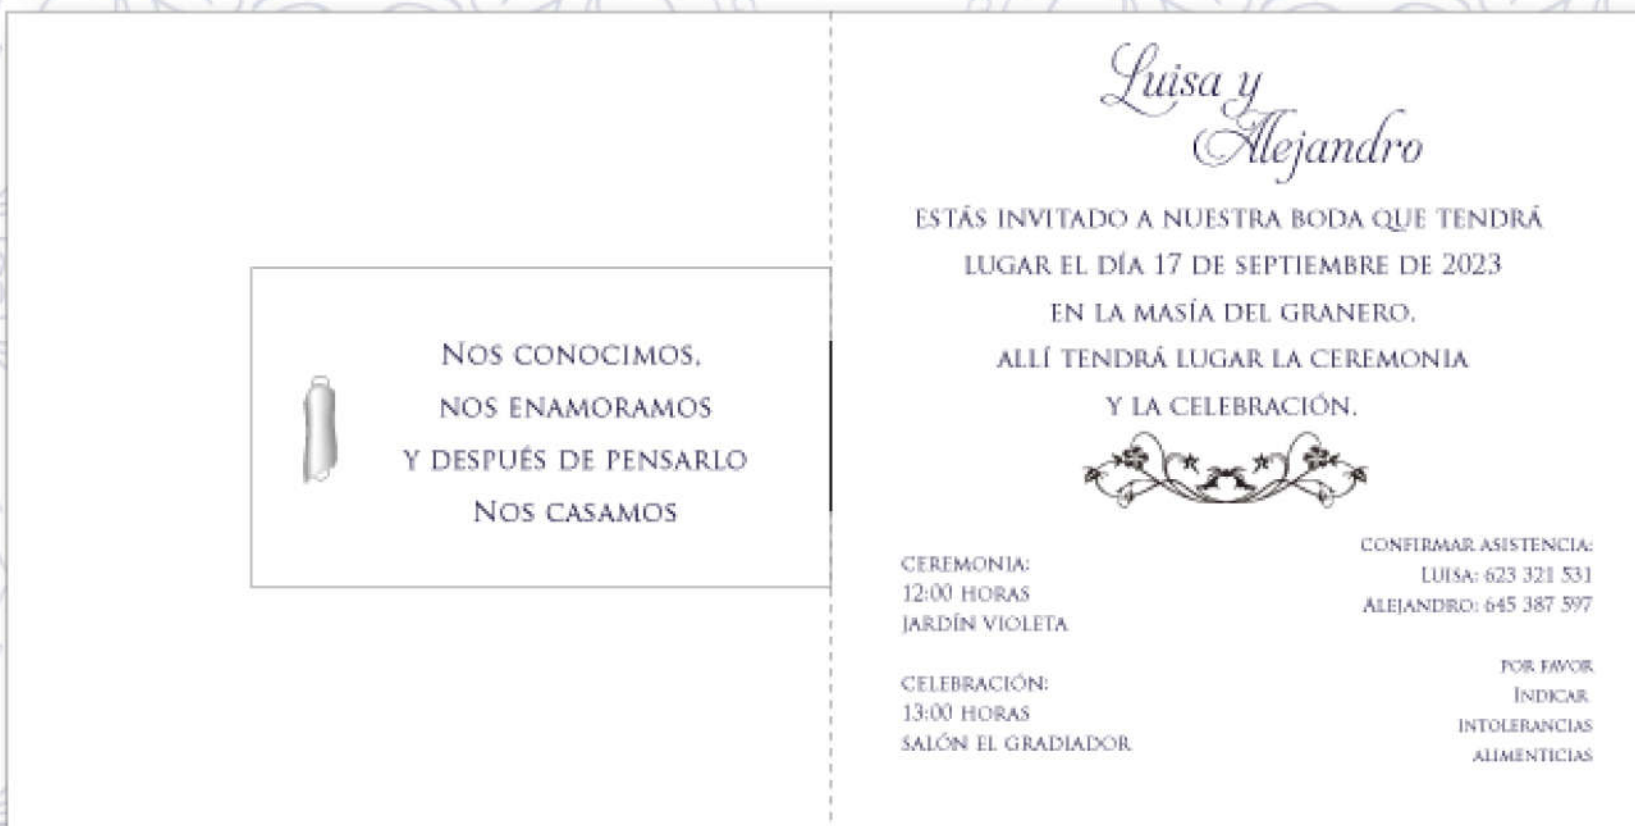 Nos conocimos,
nos enamoramos
y después de pensarlo
Nos casamos
Luisa y
Alejandro
ESTÁS INVITADO A NUESTRA BODA QUE TENDRÁ
LUGAR EL DÍA 17 DE SEPTIEMBRE DE 2023
EN LA MASÍA DEL GRANERO.
ALLÍ TENDRÁ LUGAR LA CEREMONIA
Y LA CELEBRACIÓN.
CEREMONIA:
12:00 HORAS
JARDÍN VIOLETA
CELEBRACIÓN:
13:00 HORAS
SALÓN EL GRADIADOR
CONFIRMAR ASISTENCIA:
LUISA: 623 321 531
ALEJANDRO: 645 387 597
POR FAVOR
INDICAR
INTOLERANCIAS
ALIMENTICIAS